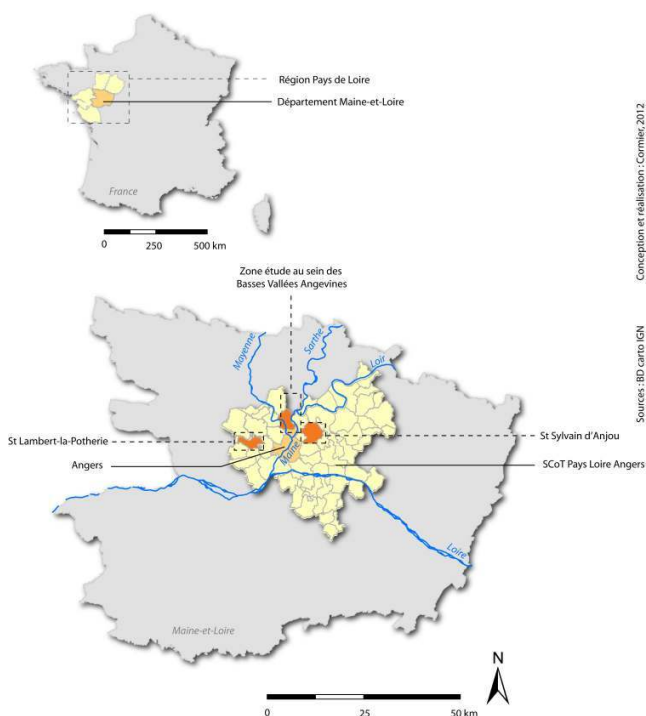 Région Pays de Loire
Département Maine-et-Loire
France
0 250 500 km
Conception et réalisation : Cormier, 2012
Zone étude au sein des
Basses Vallées Angevines
Mayenne
Sarthe
Loir
Sources : BD carto IGN
St Lambert-la-Potherie
St Sylvain d'Anjou
Angers
Maine
SCoT Pays Loire Angers
Loire
Maine-et-Loire
N
0 25 50 km